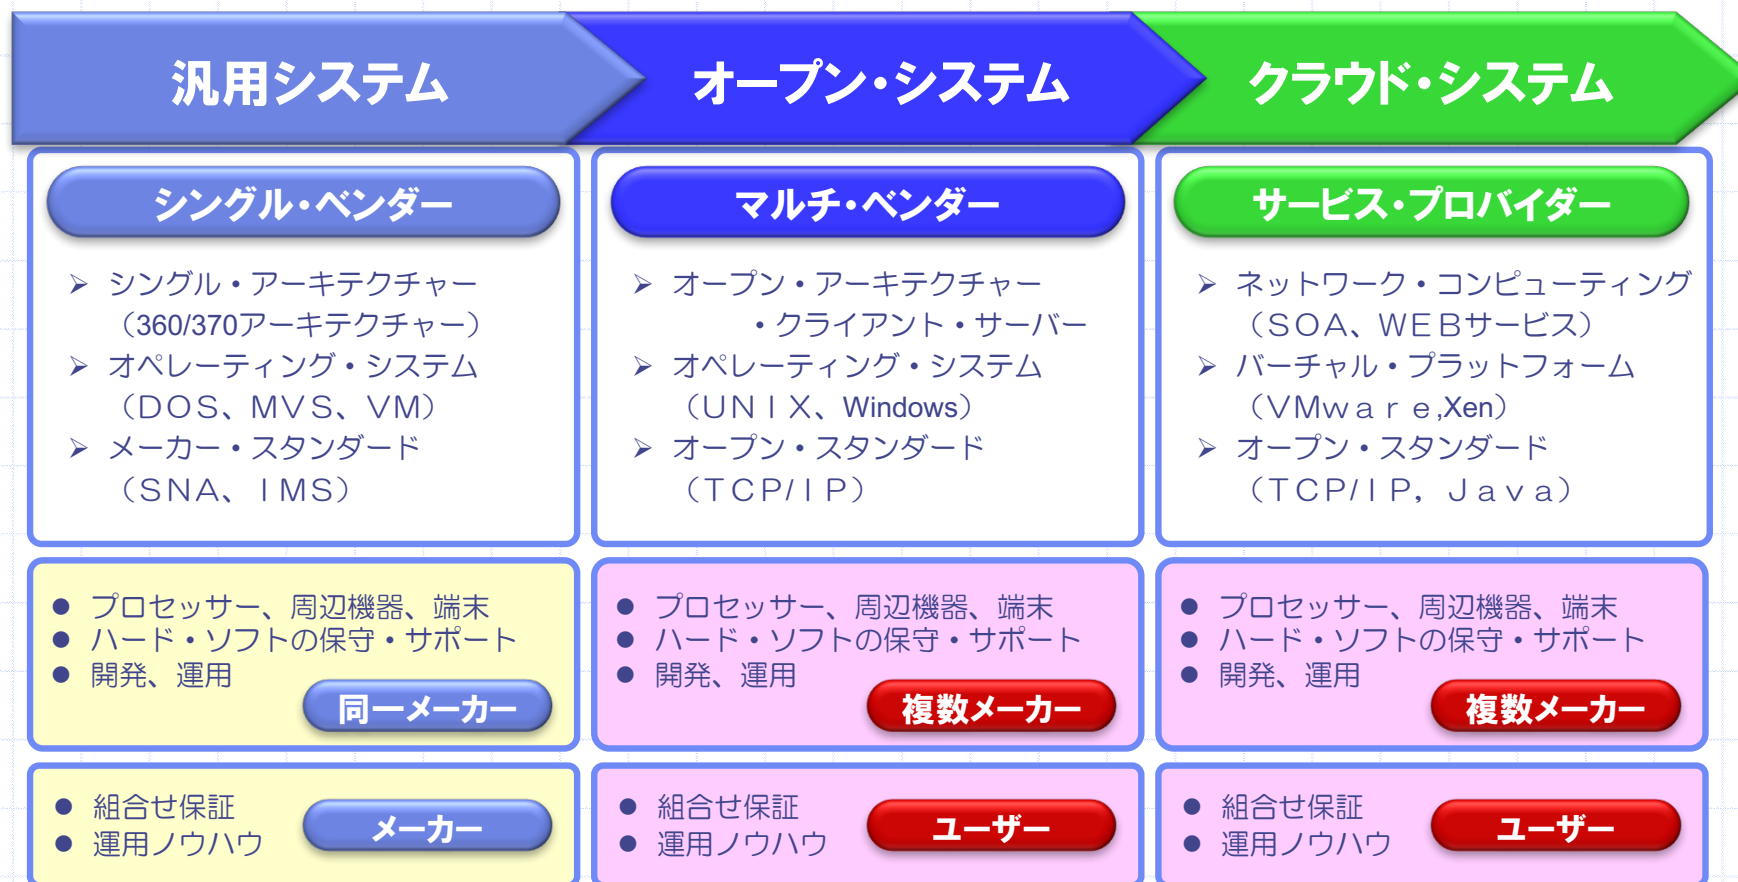 汎用システム
オープン・システム
クラウド・システム
シングル・ベンダー
➢ シングル・アーキテクチャー
（360/370アーキテクチャー）
➢ オペレーティング・システム
（ＤＯＳ、ＭＶＳ、ＶＭ）
➢ メーカー・スタンダード
（ＳＮＡ、ＩＭＳ）
マルチ・ベンダー
➢ オープン・アーキテクチャー
・クライアント・サーバー
➢ オペレーティング・システム
（ＵＮＩＸ、Windows）
➢ オープン・スタンダード
（ＴＣＰ/ＩＰ）
サービス・プロバイダー
➢ ネットワーク・コンピューティング
（ＳＯＡ、ＷＥＢサービス）
➢ バーチャル・プラットフォーム
（ＶＭｗａｒｅ,Xen）
➢ オープン・スタンダード
（ＴＣＰ/ＩＰ，Ｊａｖａ）
● プロセッサー、周辺機器、端末
● ハード・ソフトの保守・サポート
● 開発、運用
同一メーカー
● プロセッサー、周辺機器、端末
● ハード・ソフトの保守・サポート
● 開発、運用
複数メーカー
● プロセッサー、周辺機器、端末
● ハード・ソフトの保守・サポート
● 開発、運用
複数メーカー
● 組合せ保証
● 運用ノウハウ
メーカー
● 組合せ保証
● 運用ノウハウ
ユーザー
● 組合せ保証
● 運用ノウハウ
ユーザー